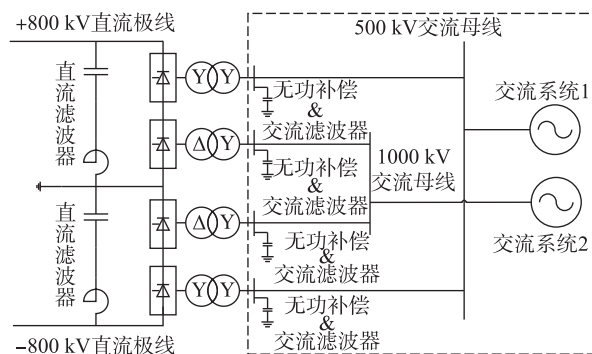 +800 kV直流极线
500 kV交流母线
直流滤波器
YY
无功补偿
&
交流滤波器
交流系统1
ΔY
无功补偿
&
交流滤波器
1000 kV
交流母线
直流滤波器
ΔY
无功补偿
&
交流滤波器
交流系统2
YY
无功补偿
&
交流滤波器
−800 kV直流极线